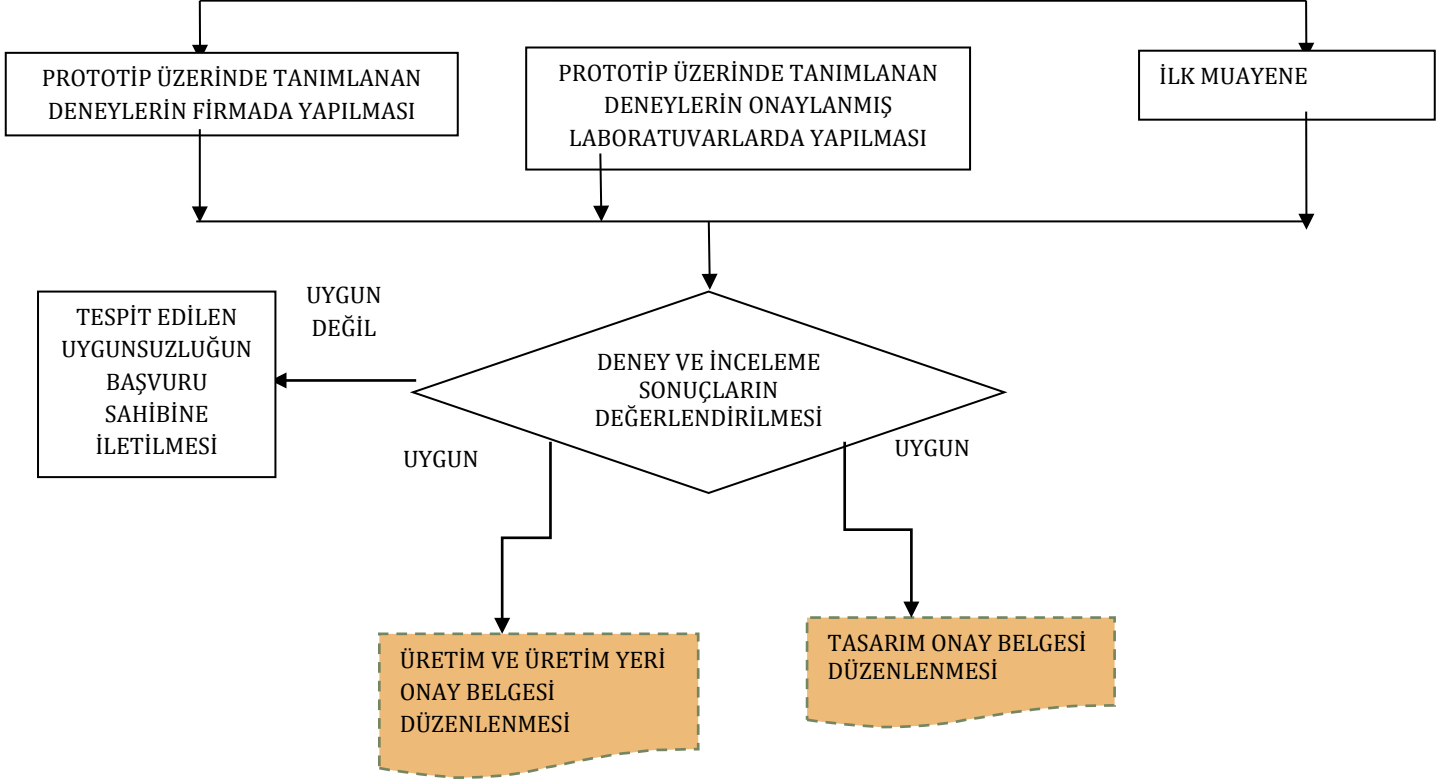 PROTOTİP ÜZERİNDE TANIMLANAN
DENEYLERİN FİRMADA YAPILMASI
PROTOTİP ÜZERİNDE TANIMLANAN
DENEYLERİN ONAYLANMIŞ
LABORATUVARLARDA YAPILMASI
İLK MUAYENE
TESPİT EDİLEN
UYGUNSUZLUĞUN
BAŞVURU
SAHİBİNE
İLETİLMESİ
UYGUN
DEĞİL
DENEY VE İNCELEME
SONUÇLARIN
DEĞERLENDİRİLMESİ
UYGUN
UYGUN
ÜRETİM VE ÜRETİM YERİ
ONAY BELGESİ
DÜZENLENMESİ
TASARIM ONAY BELGESİ
DÜZENLENMESİ